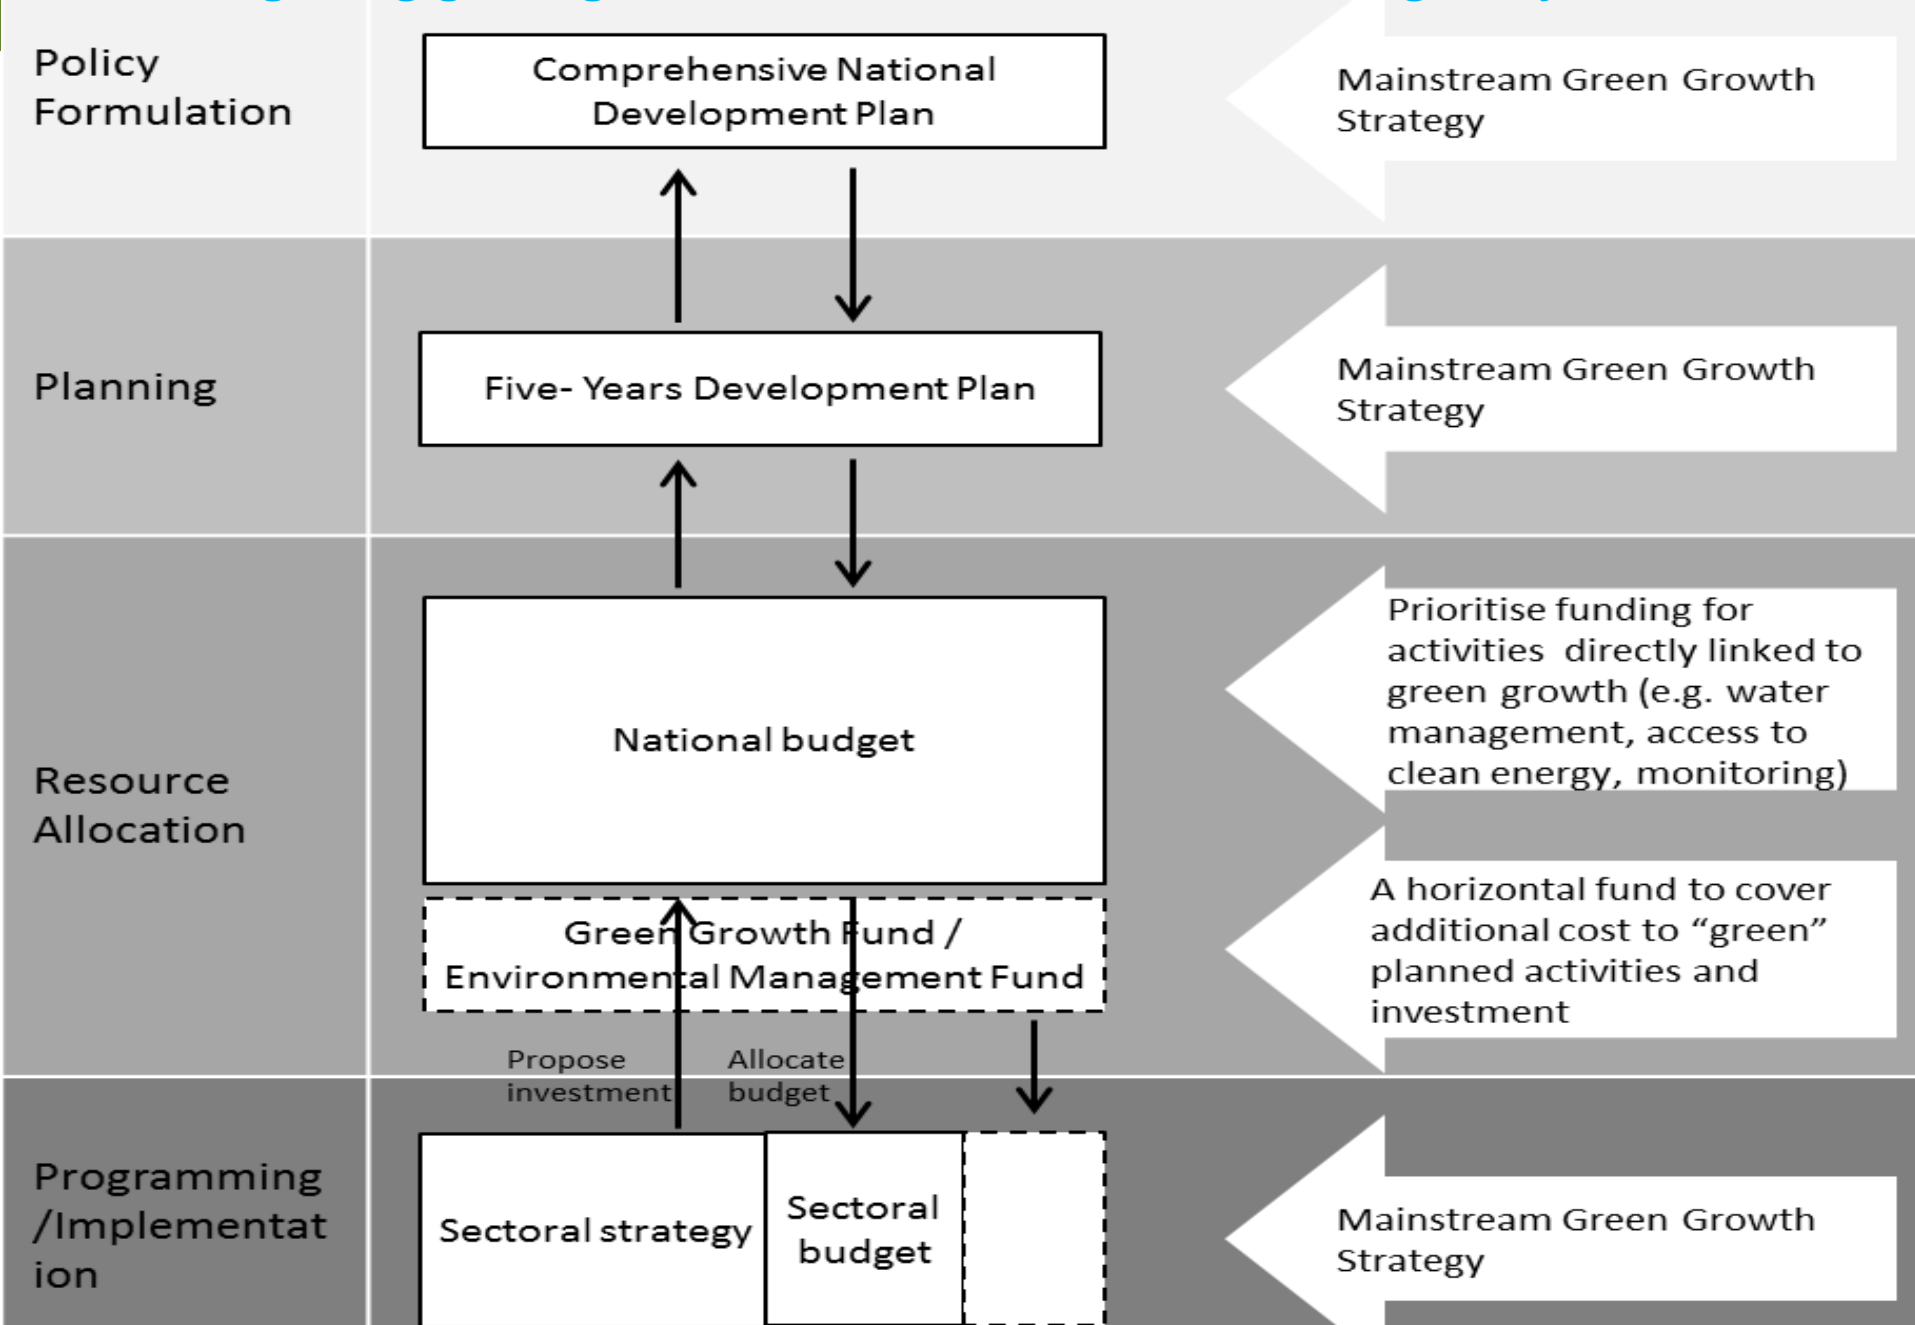 Policy
Formulation
Comprehensive National
Development Plan
Mainstream Green Growth
Strategy
Planning
Five- Years Development Plan
Mainstream Green Growth
Strategy
Resource
Allocation
National budget
Prioritise funding for
activities directly linked to
green growth (e.g. water
management, access to
clean energy, monitoring)
Green Growth Fund /
Environmental Management Fund
A horizontal fund to cover
additional cost to “green”
planned activities and
investment
Propose
investment
Allocate
budget
Programming
/Implementat
ion
Sectoral strategy
Sectoral
budget
Mainstream Green Growth
Strategy